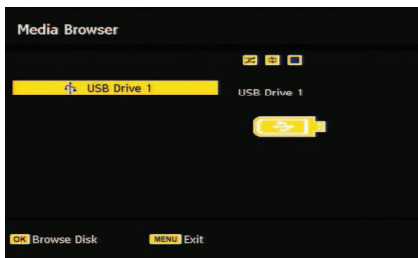 Media Browser
USB Drive 1
USB Drive 1
OK Browse Disk MENU Exit